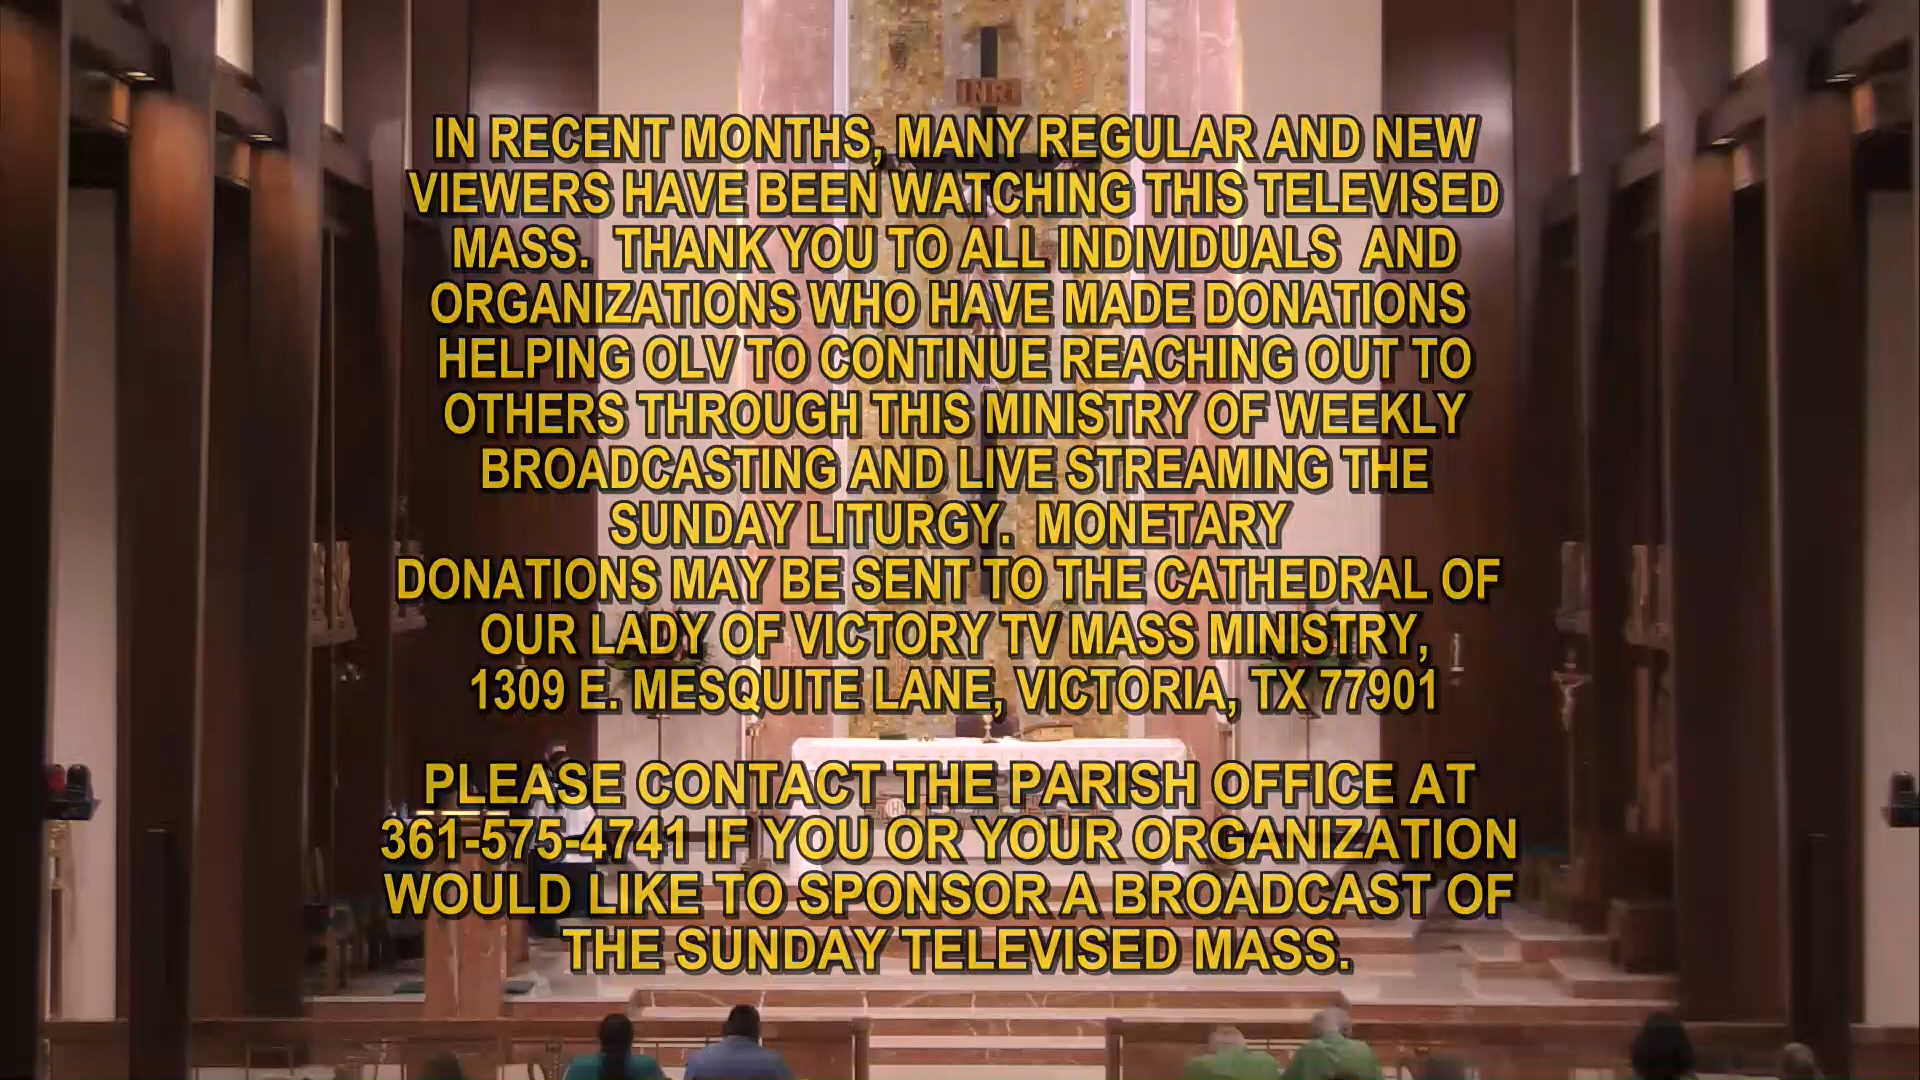 INRI
IN RECENT MONTHS, MANY REGULAR AND NEW
VIEWERS HAVE BEEN WATCHING THIS TELEVISED
MASS.  THANK YOU TO ALL INDIVIDUALS  AND
ORGANIZATIONS WHO HAVE MADE DONATIONS
HELPING OLV TO CONTINUE REACHING OUT TO
OTHERS THROUGH THIS MINISTRY OF WEEKLY
BROADCASTING AND LIVE STREAMING THE
SUNDAY LITURGY.  MONETARY
DONATIONS MAY BE SENT TO THE CATHEDRAL OF
OUR LADY OF VICTORY TV MASS MINISTRY,
1309 E. MESQUITE LANE, VICTORIA, TX 77901
PLEASE CONTACT THE PARISH OFFICE AT
361-575-4741 IF YOU OR YOUR ORGANIZATION
WOULD LIKE TO SPONSOR A BROADCAST OF
THE SUNDAY TELEVISED MASS.